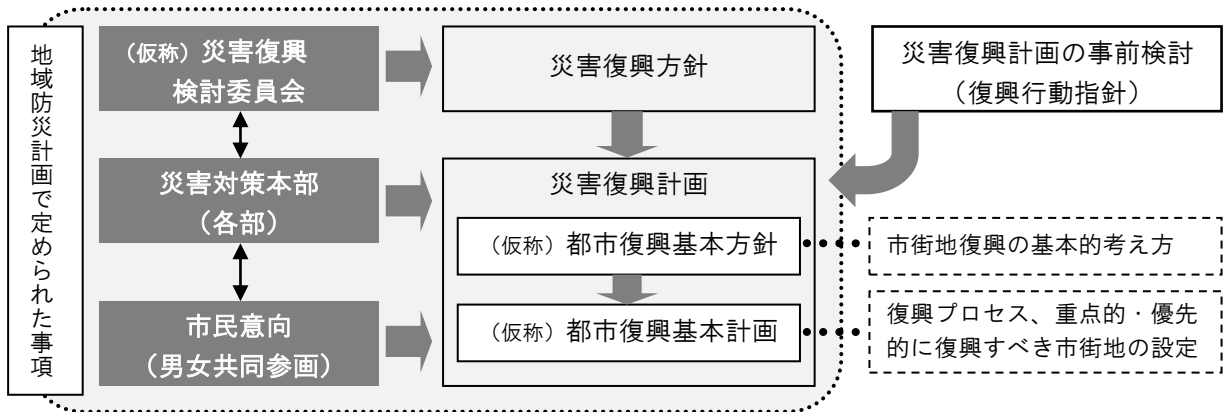 地域防災計画で定められた事項
（仮称）災害復興
検討委員会
災害対策本部
（各部）
市民意向
（男女共同参画）
災害復興方針
災害復興計画
（仮称）都市復興基本方針
（仮称）都市復興基本計画
災害復興計画の事前検討
（復興行動指針）
市街地復興の基本的考え方
復興プロセス、重点的・優先
的に復興すべき市街地の設定